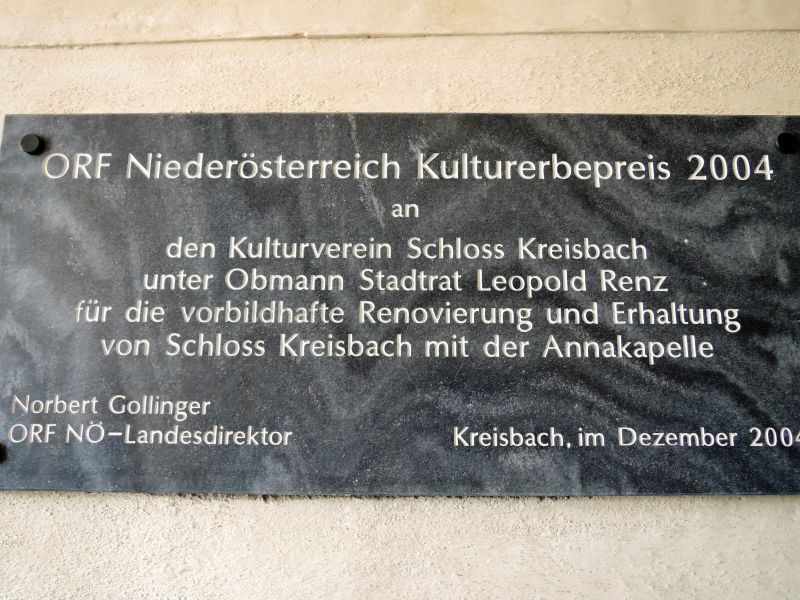 ORF Niederösterreich Kulturerbepreis 2004
an
den Kulturverein Schloss Kreisbach
unter Obmann Stadtrat Leopold Renz
für die vorbildhafte Renovierung und Erhaltung
von Schloss Kreisbach mit der Annakapelle
Norbert Gollinger
ORF NÖ–Landesdirektor
Kreisbach, im Dezember 2004